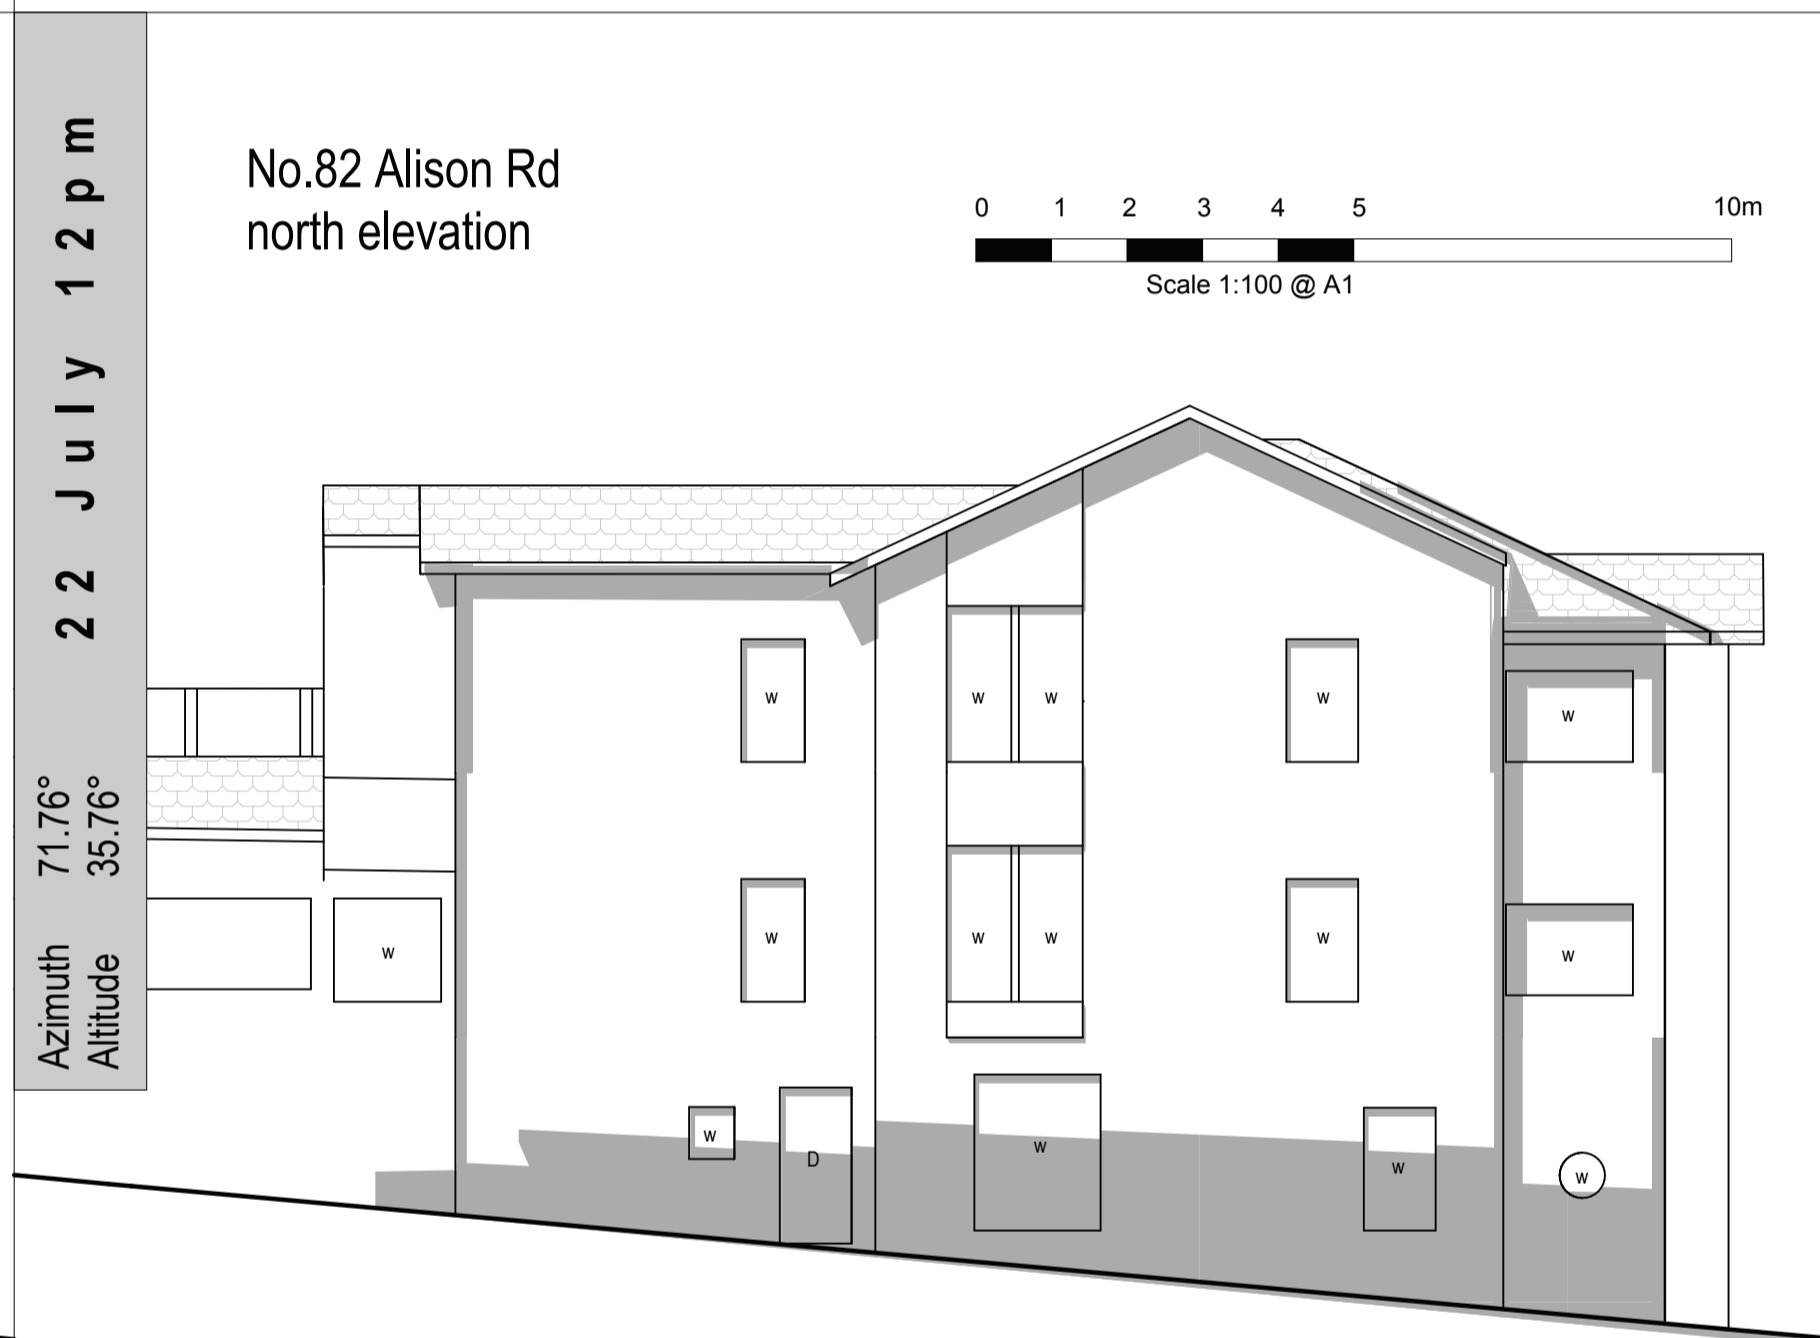 22 July 12pm
Azimuth 71.76°
Altitude 35.76°
No.82 Alison Rd
north elevation
0 1 2 3 4 5 10m
Scale 1:100 @ A1
W W W W W
W
W W W W W
W
W
D
W
W
W